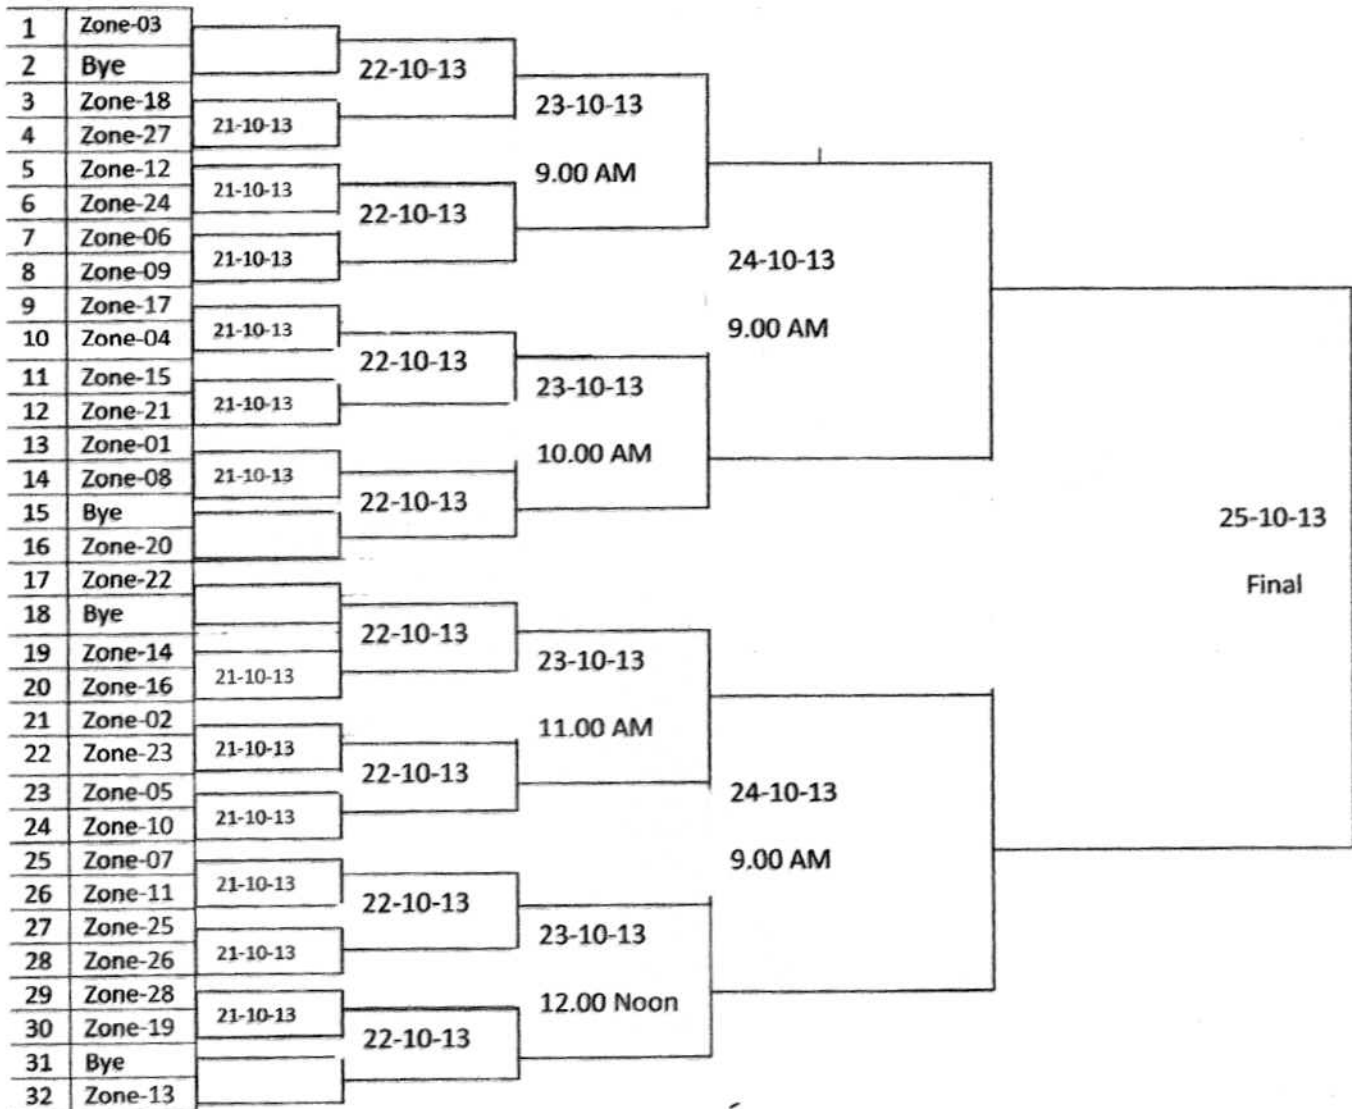 1 Zone-03
2 Bye
22-10-13
3 Zone-18
23-10-13
21-10-13
4 Zone-27
5 Zone-12
9.00 AM
21-10-13
6 Zone-24
22-10-13
7 Zone-06
21-10-13
24-10-13
8 Zone-09
9 Zone-17
21-10-13
9.00 AM
10 Zone-04
22-10-13
11 Zone-15
23-10-13
21-10-13
12 Zone-21
13 Zone-01
10.00 AM
14 Zone-08
21-10-13
22-10-13
15 Bye
25-10-13
16 Zone-20
17 Zone-22
Final
18 Bye
22-10-13
19 Zone-14
23-10-13
21-10-13
20 Zone-16
21 Zone-02
11.00 AM
22 Zone-23
21-10-13
22-10-13
23 Zone-05
24-10-13
21-10-13
24 Zone-10
25 Zone-07
9.00 AM
21-10-13
26 Zone-11
22-10-13
27 Zone-25
23-10-13
21-10-13
28 Zone-26
29 Zone-28
12.00 Noon
21-10-13
30 Zone-19
22-10-13
31 Bye
32 Zone-13